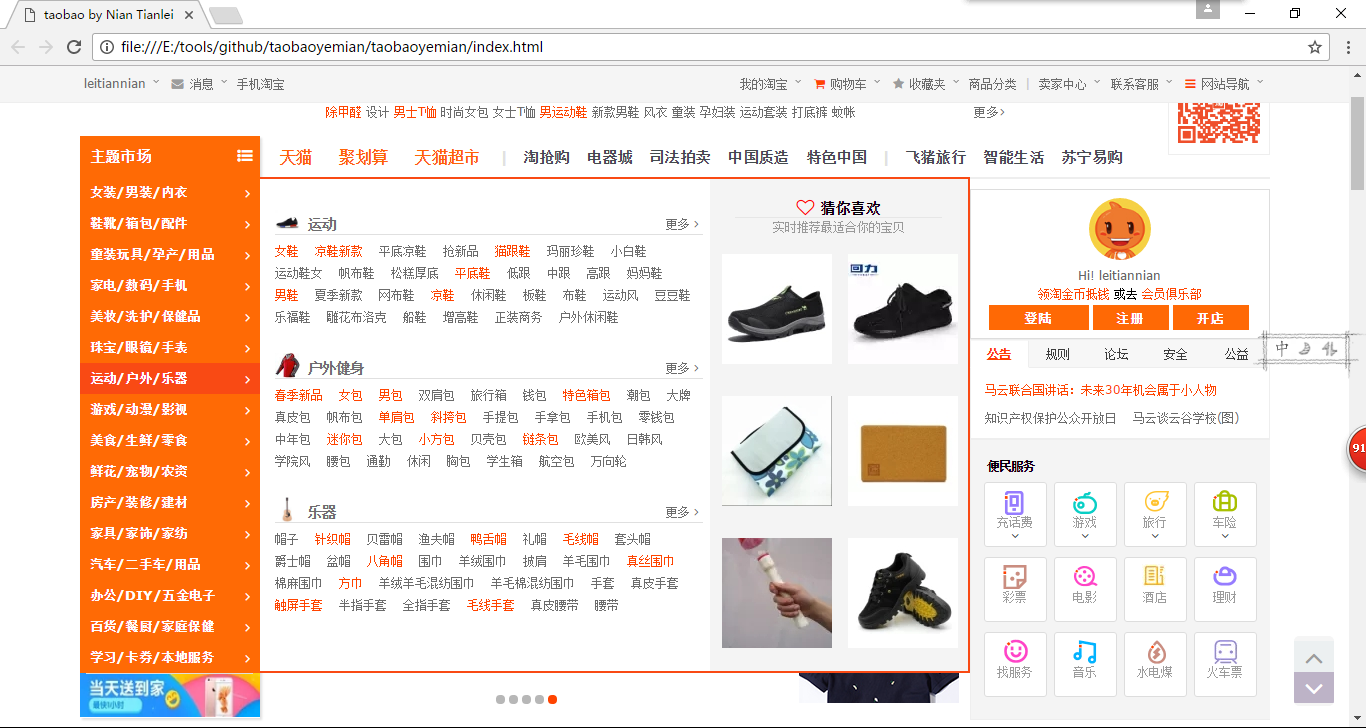 taobao by Nian Tianlei
file:///E:/tools/github/taobaoyemian/taobaoyemian/index.html
leitiannian 消息 手机淘宝 我的淘宝 购物车 收藏夹 商品分类 | 卖家中心 联系客服 网站导航
除甲醛 设计 男士T恤 时尚女包 女士T恤 男运动鞋 新款男鞋 风衣 童装 孕妇装 运动套装 打底裤 蚊帐 更多>
主题市场
天猫 聚划算 天猫超市 | 淘抢购 电器城 司法拍卖 中国质造 特色中国 | 飞猪旅行 智能生活 苏宁易购
女装/男装/内衣 >
鞋靴/箱包/配件 >
童装玩具/孕产/用品 >
家电/数码/手机 >
美妆/洗护/保健品 >
珠宝/眼镜/手表 >
运动/户外/乐器 >
游戏/动漫/影视 >
美食/生鲜/零食 >
鲜花/宠物/农资 >
房产/装修/建材 >
家具/家饰/家纺 >
汽车/二手车/用品 >
办公/DIY/五金电子 >
百货/餐厨/家庭保健 >
学习/卡券/本地服务 >
当天送到家
最快1小时
运动 更多 >
女鞋 凉鞋新款 平底凉鞋 抢新品 猫跟鞋 玛丽珍鞋 小白鞋
运动鞋女 帆布鞋 松糕厚底 平底鞋 低跟 中跟 高跟 妈妈鞋
男鞋 夏季新款 网布鞋 凉鞋 休闲鞋 板鞋 布鞋 运动风 豆豆鞋
乐福鞋 雕花布洛克 船鞋 增高鞋 正装商务 户外休闲鞋
户外健身 更多 >
春季新品 女包 男包 双肩包 旅行箱 钱包 特色箱包 潮包 大牌
真皮包 帆布包 单肩包 斜挎包 手提包 手拿包 手机包 零钱包
中年包 迷你包 大包 小方包 贝壳包 链条包 欧美风 日韩风
学院风 腰包 通勤 休闲 胸包 学生箱 航空包 万向轮
乐器 更多 >
帽子 针织帽 贝雷帽 渔夫帽 鸭舌帽 礼帽 毛线帽 套头帽
爵士帽 盆帽 八角帽 围巾 羊绒围巾 披肩 羊毛围巾 真丝围巾
棉麻围巾 方巾 羊绒羊毛混纺围巾 羊毛棉混纺围巾 手套 真皮手套
触屏手套 半指手套 全指手套 毛线手套 真皮腰带 腰带
猜你喜欢
实时推荐最适合你的宝贝
回力
Hi! leitiannian
领淘金币抵钱 或去 会员俱乐部
登陆 注册 开店
公告 规则 论坛 安全 公益
中
马云联合国讲话：未来30年机会属于小人物
知识产权保护公众开放日 马云谈云谷学校(图)
91
便民服务
充话费 游戏 旅行 车险
彩票 电影 酒店 理财
找服务 音乐 水电煤 火车票